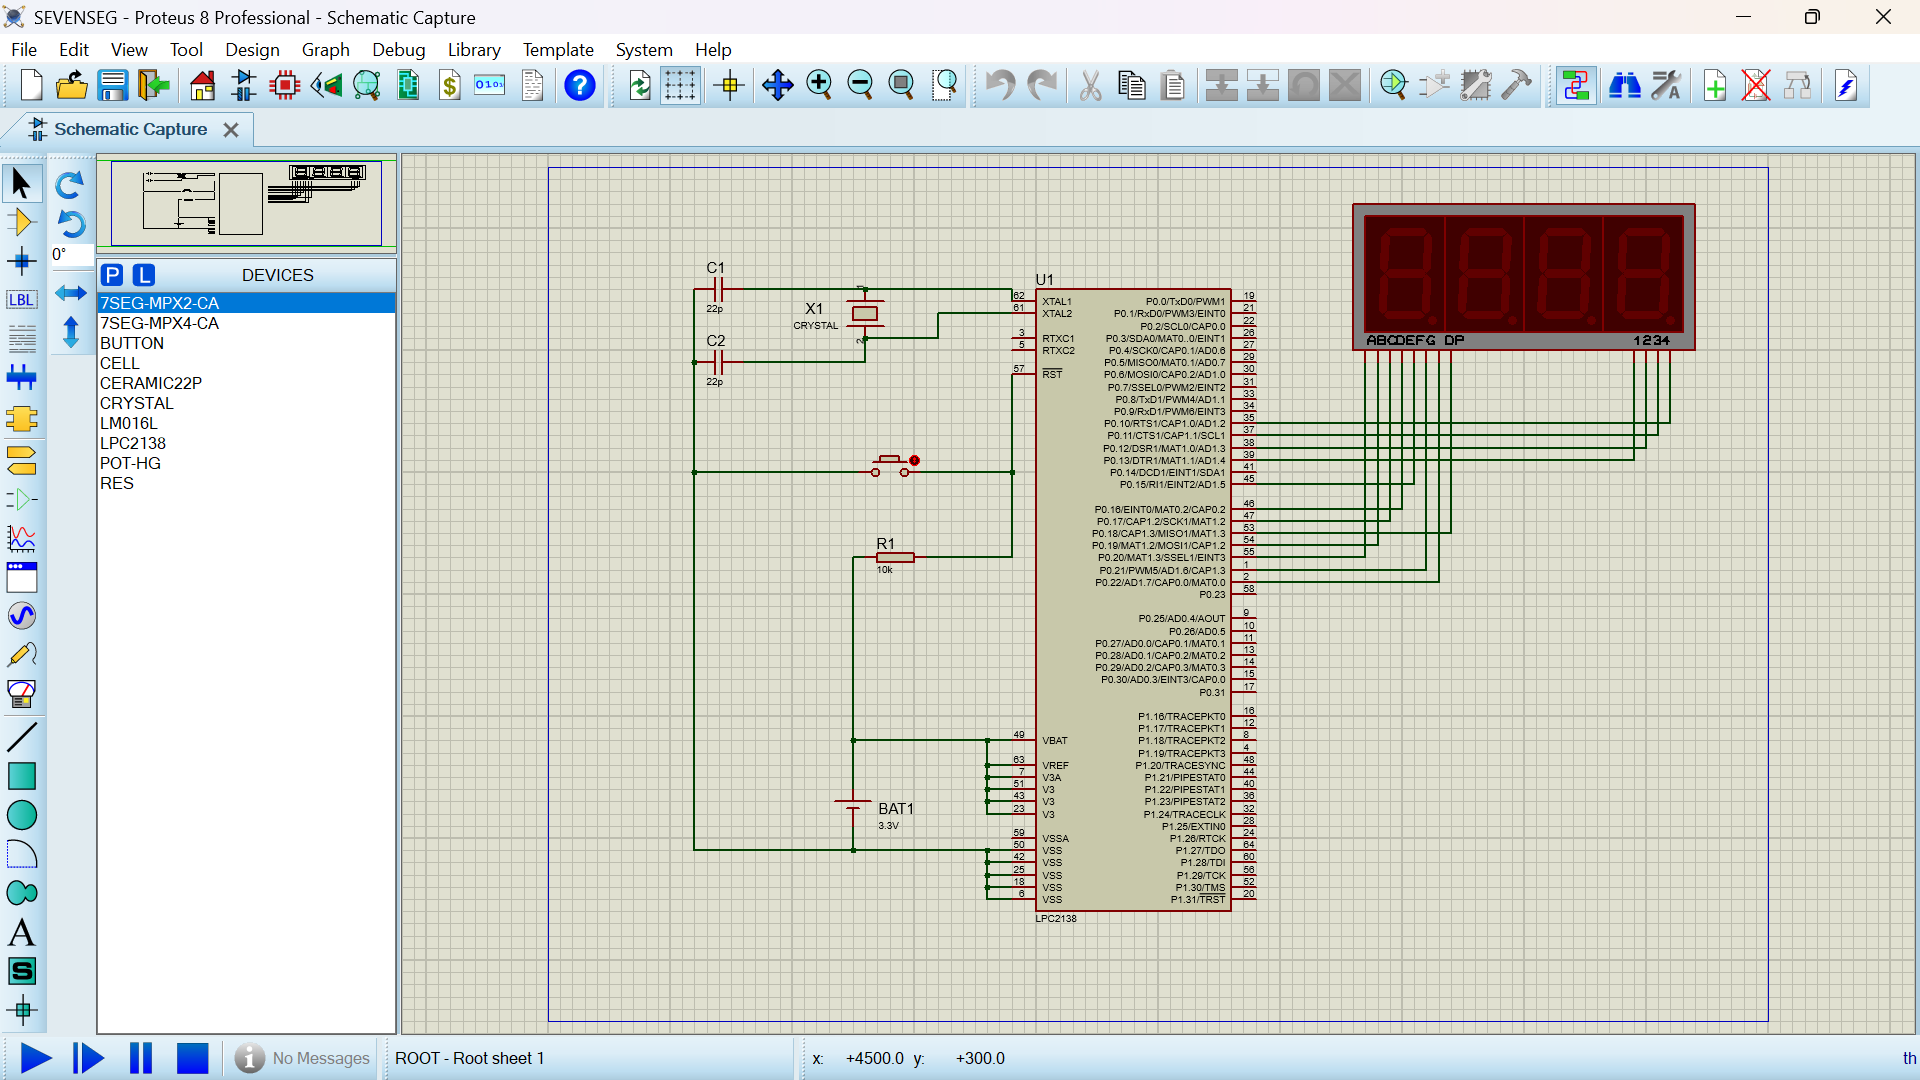 SEVENSEG - Proteus 8 Professional - Schematic Capture
File Edit View Tool Design Graph Debug Library Template System Help
Schematic Capture
0°
LBL
P L DEVICES
7SEG-MPX2-CA
7SEG-MPX4-CA
BUTTON
CELL
CERAMIC22P
CRYSTAL
LM016L
LPC2138
POT-HG
RES
C1
22p
X1
CRYSTAL
1
2
C2
22p
R1
10k
BAT1
3.3V
U1
62 XTAL1
61 XTAL2
3 RTXC1
5 RTXC2
57 RST
49 VBAT
63 VREF
7 V3A
51 V3
43 V3
23 V3
59 VSSA
50 VSS
42 VSS
25 VSS
18 VSS
6 VSS
P0.0/TxD0/PWM1 19
P0.1/RxD0/PWM3/EINT0 21
P0.2/SCL0/CAP0.0 22
P0.3/SDA0/MAT0..0/EINT1 26
P0.4/SCK0/CAP0.1/AD0.6 27
P0.5/MISO0/MAT0.1/AD0.7 29
P0.6/MOSI0/CAP0.2/AD1.0 30
P0.7/SSEL0/PWM2/EINT2 31
P0.8/TxD1/PWM4/AD1.1 33
P0.9/RxD1/PWM6/EINT3 34
P0.10/RTS1/CAP1.0/AD1.2 35
P0.11/CTS1/CAP1.1/SCL1 37
P0.12/DSR1/MAT1.0/AD1.3 38
P0.13/DTR1/MAT1.1/AD1.4 39
P0.14/DCD1/EINT1/SDA1 41
P0.15/RI1/EINT2/AD1.5 45
P0.16/EINT0/MAT0.2/CAP0.2 46
P0.17/CAP1.2/SCK1/MAT1.2 47
P0.18/CAP1.3/MISO1/MAT1.3 53
P0.19/MAT1.2/MOSI1/CAP1.2 54
P0.20/MAT1.3/SSEL1/EINT3 55
P0.21/PWM5/AD1.6/CAP1.3 1
P0.22/AD1.7/CAP0.0/MAT0.0 2
P0.23 58
P0.25/AD0.4/AOUT 9
P0.26/AD0.5 10
P0.27/AD0.0/CAP0.1/MAT0.1 11
P0.28/AD0.1/CAP0.2/MAT0.2 13
P0.29/AD0.2/CAP0.3/MAT0.3 14
P0.30/AD0.3/EINT3/CAP0.0 15
P0.31 17
P1.16/TRACEPKT0 16
P1.17/TRACEPKT1 12
P1.18/TRACEPKT2 8
P1.19/TRACEPKT3 4
P1.20/TRACESYNC 48
P1.21/PIPESTAT0 44
P1.22/PIPESTAT1 40
P1.23/PIPESTAT2 36
P1.24/TRACECLK 32
P1.25/EXTIN0 28
P1.26/RTCK 24
P1.27/TDO 64
P1.28/TDI 60
P1.29/TCK 56
P1.30/TMS 52
P1.31/TRST 20
LPC2138
ABCDEFG DP 1234
No Messages
ROOT - Root sheet 1
x: +4500.0 y: +300.0
th